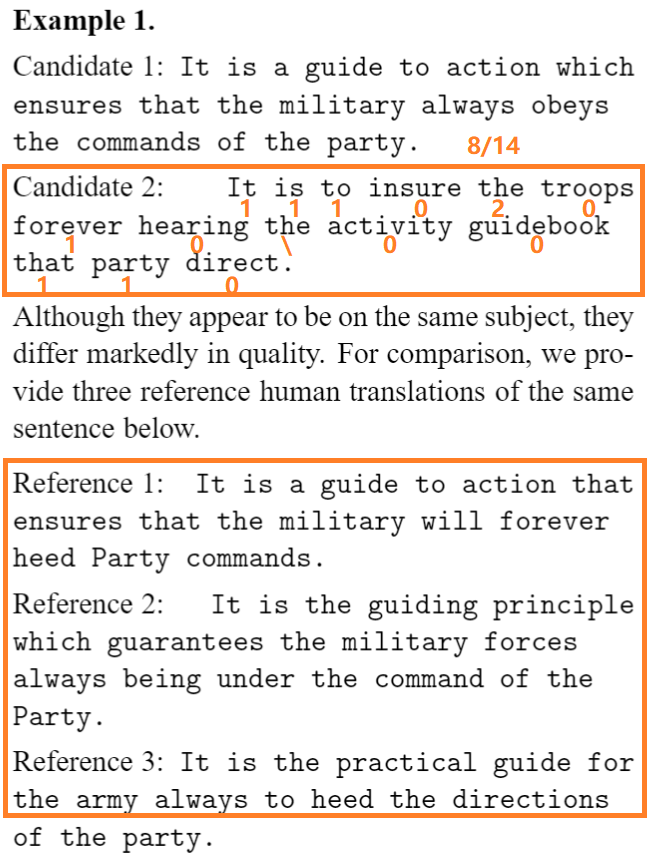 Example 1.
Candidate 1: It is a guide to action which
ensures that the military always obeys
the commands of the party. 8/14
Candidate 2: It is to insure the troops
1 1 1 0 2 0
forever hearing the activity guidebook
1 0 \ 0 0
that party direct.
1 1 0
Although they appear to be on the same subject, they
differ markedly in quality. For comparison, we pro-
vide three reference human translations of the same
sentence below.
Reference 1: It is a guide to action that
ensures that the military will forever
heed Party commands.
Reference 2: It is the guiding principle
which guarantees the military forces
always being under the command of the
Party.
Reference 3: It is the practical guide for
the army always to heed the directions
of the party.